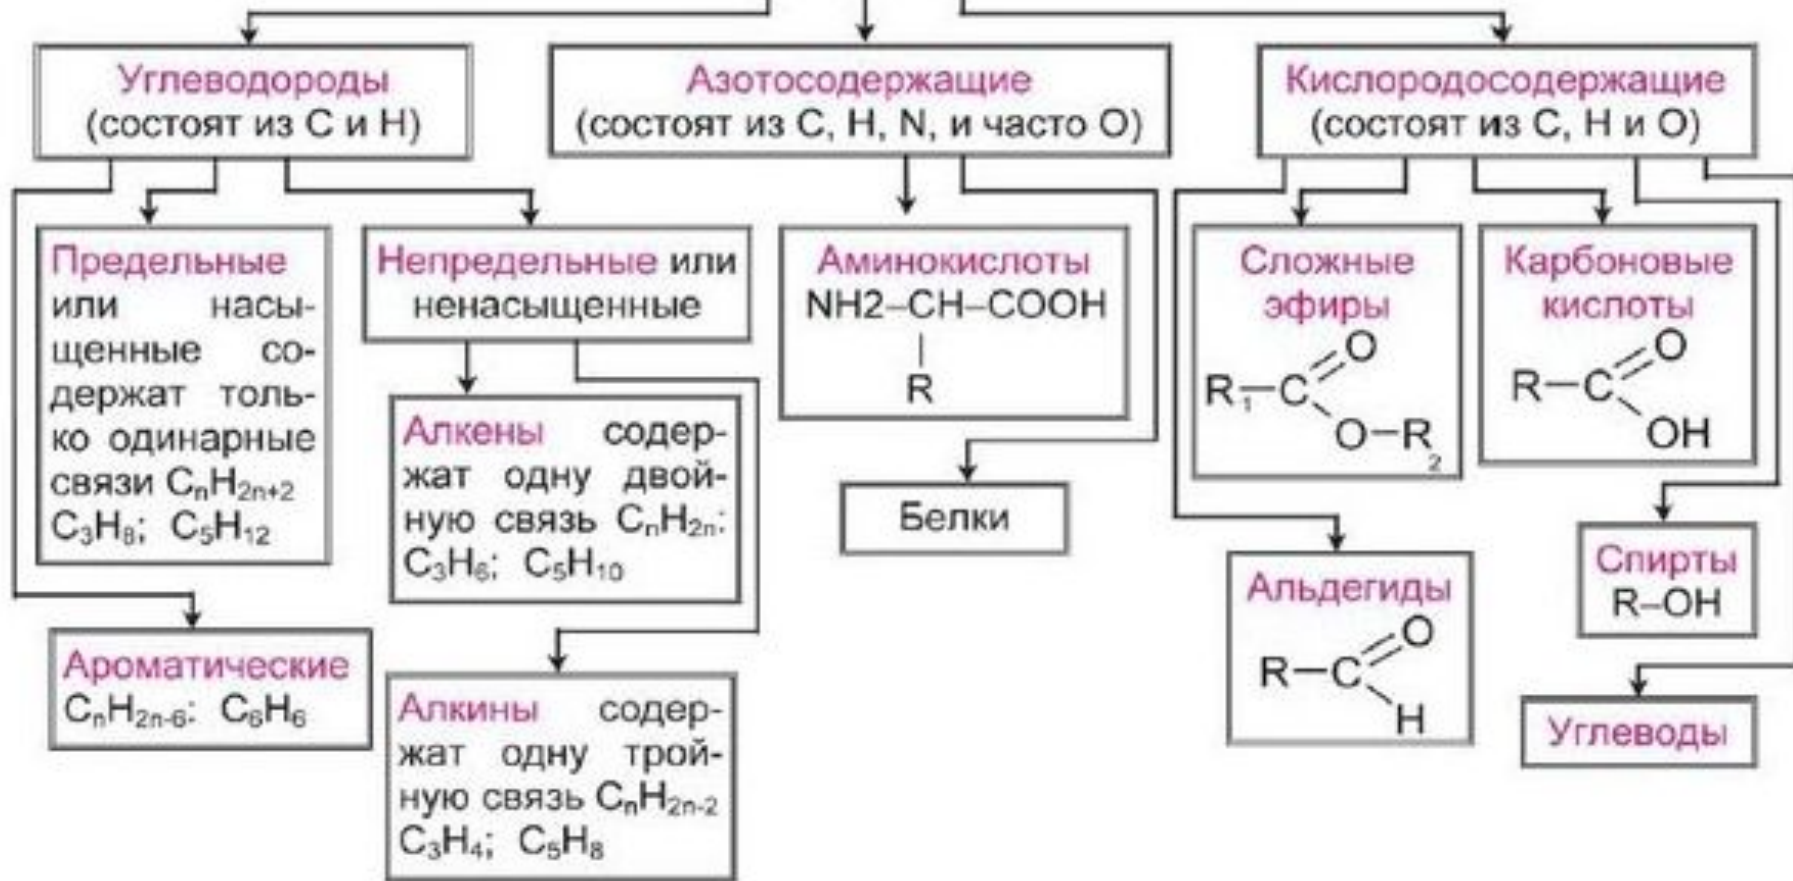 Углеводороды
(состоят из С и Н)
Азотосодержащие
(состоят из С, Н, N, и часто О)
Кислородосодержащие
(состоят из С, Н и О)
Предельные
или насы-
щенные со-
держат толь-
ко одинарные
связи CₙH₂ₙ₊₂
C₃H₈; C₅H₁₂
Непредельные или
ненасыщенные
Аминокислоты
NH2–CH–COOH
|
R
Сложные
эфиры
O
R₁–C
O–R₂
Карбоновые
кислоты
O
R–C
OH
Алкены содер-
жат одну двой-
ную связь CₙH₂ₙ:
C₃H₆; C₅H₁₀
Белки
Альдегиды
O
R–C
H
Спирты
R–OH
Ароматические
CₙH₂ₙ₋₆: C₆H₆
Алкины содер-
жат одну трой-
ную связь CₙH₂ₙ₋₂
C₃H₄; C₅H₈
Углеводы